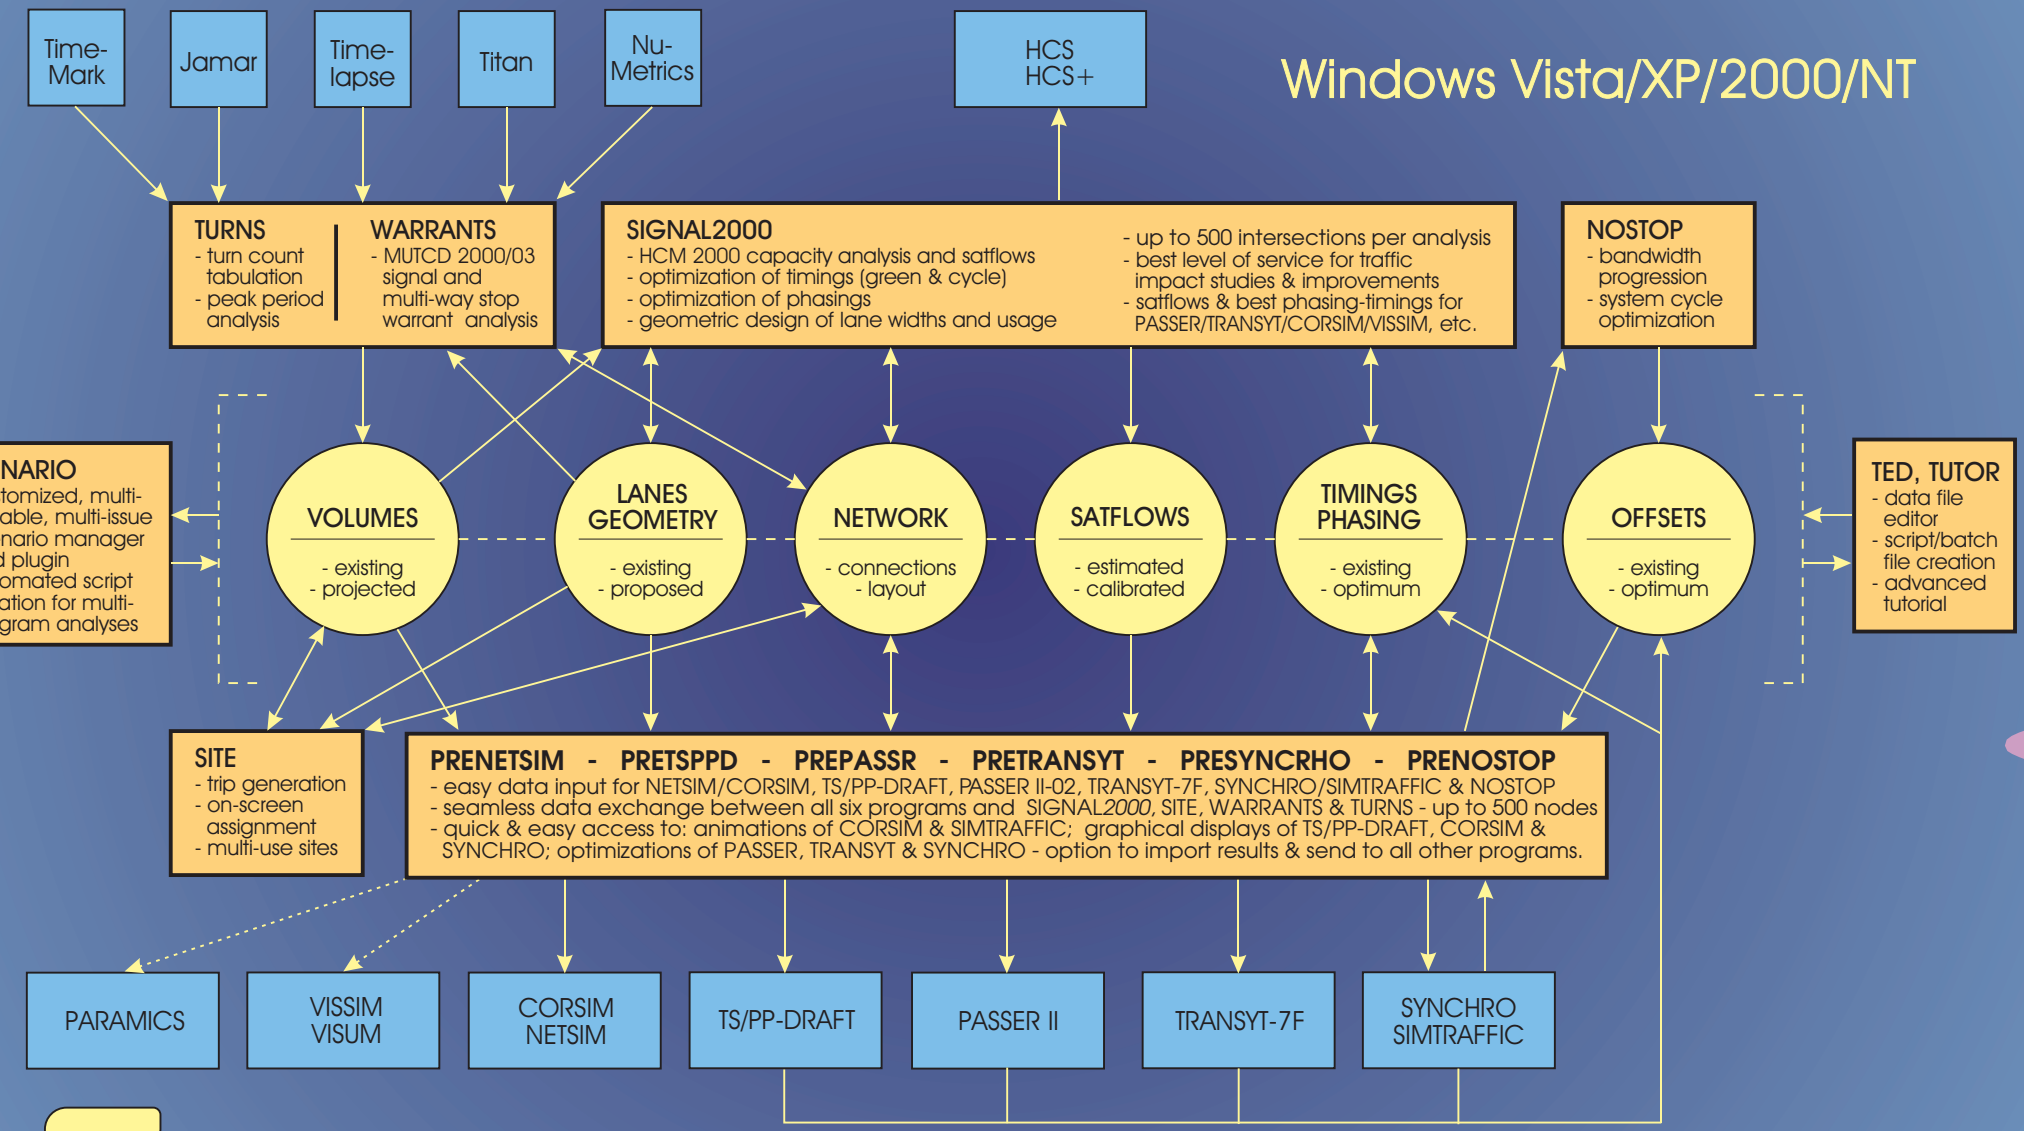 Time-
Mark
Jamar
Time-
lapse
Titan
Nu-
Metrics
HCS
HCS+
Windows Vista/XP/2000/NT
TURNS
- turn count
tabulation
- peak period
analysis
WARRANTS
- MUTCD 2000/03
signal and
multi-way stop
warrant analysis
SIGNAL2000
- HCM 2000 capacity analysis and satflows
- optimization of timings (green & cycle)
- optimization of phasings
- geometric design of lane widths and usage
- up to 500 intersections per analysis
- best level of service for traffic
impact studies & improvements
- satflows & best phasing-timings for
PASSER/TRANSYT/CORSIM/VISSIM, etc.
NOSTOP
- bandwidth
progression
- system cycle
optimization
NARIO
tomized, multi-
able, multi-issue
nario manager
d plugin
omated script
ation for multi-
gram analyses
VOLUMES
- existing
- projected
LANES
GEOMETRY
- existing
- proposed
NETWORK
- connections
- layout
SATFLOWS
- estimated
- calibrated
TIMINGS
PHASING
- existing
- optimum
OFFSETS
- existing
- optimum
TED, TUTOR
- data file
editor
- script/batch
file creation
- advanced
tutorial
SITE
- trip generation
- on-screen
assignment
- multi-use sites
PRENETSIM - PRETSPPD - PREPASSR - PRETRANSYT - PRESYNCRHO - PRENOSTOP
- easy data input for NETSIM/CORSIM, TS/PP-DRAFT, PASSER II-02, TRANSYT-7F, SYNCHRO/SIMTRAFFIC & NOSTOP
- seamless data exchange between all six programs and SIGNAL2000, SITE, WARRANTS & TURNS - up to 500 nodes
- quick & easy access to: animations of CORSIM & SIMTRAFFIC; graphical displays of TS/PP-DRAFT, CORSIM &
SYNCHRO; optimizations of PASSER, TRANSYT & SYNCHRO - option to import results & send to all other programs.
PARAMICS
VISSIM
VISUM
CORSIM
NETSIM
TS/PP-DRAFT
PASSER II
TRANSYT-7F
SYNCHRO
SIMTRAFFIC